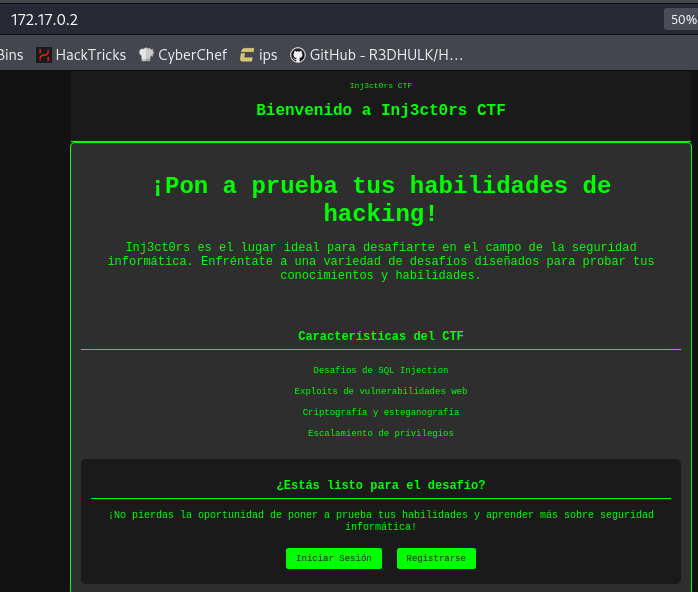 172.17.0.2 50%
Bins HackTricks CyberChef ips GitHub - R3DHULK/H…
Inj3ct0rs CTF
Bienvenido a Inj3ct0rs CTF
¡Pon a prueba tus habilidades de
hacking!
Inj3ct0rs es el lugar ideal para desafiarte en el campo de la seguridad
informática. Enfréntate a una variedad de desafíos diseñados para probar tus
conocimientos y habilidades.
Características del CTF
Desafíos de SQL Injection
Exploits de vulnerabilidades web
Criptografía y esteganografía
Escalamiento de privilegios
¿Estás listo para el desafío?
¡No pierdas la oportunidad de poner a prueba tus habilidades y aprender más sobre seguridad
informática!
Iniciar Sesión Registrarse